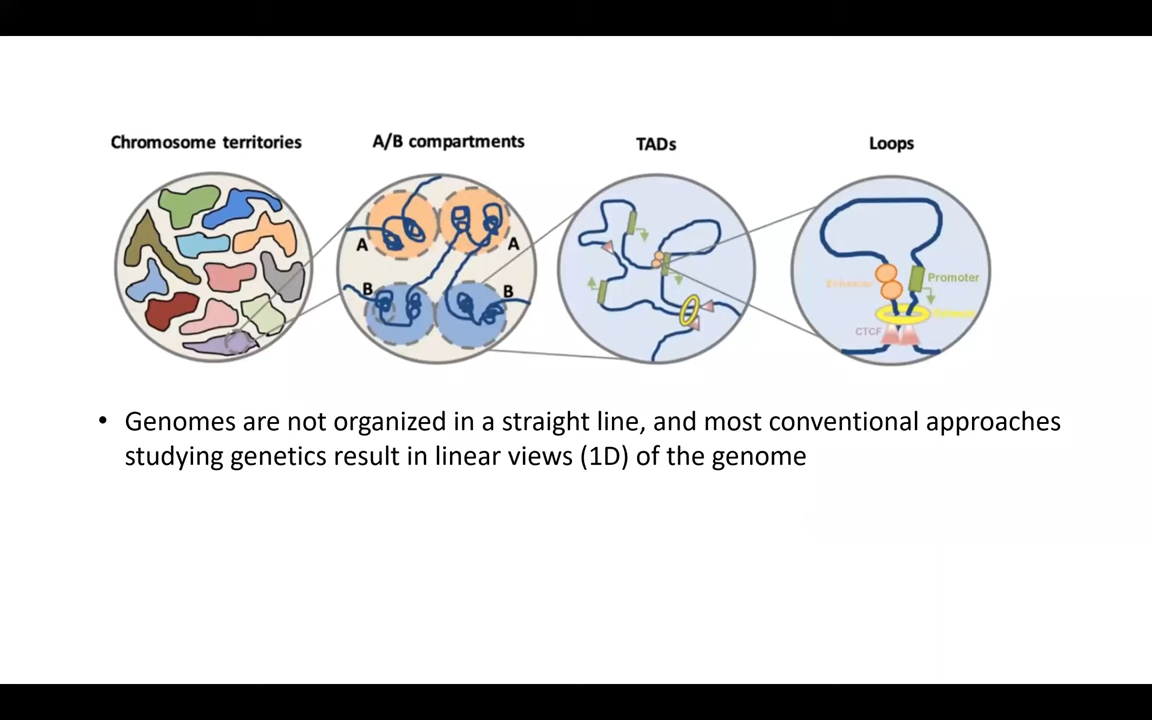 Chromosome territories
A/B compartments
TADs
Loops
A
A
B
B
Enhancer
Promoter
CTCF
• Genomes are not organized in a straight line, and most conventional approaches
studying genetics result in linear views (1D) of the genome